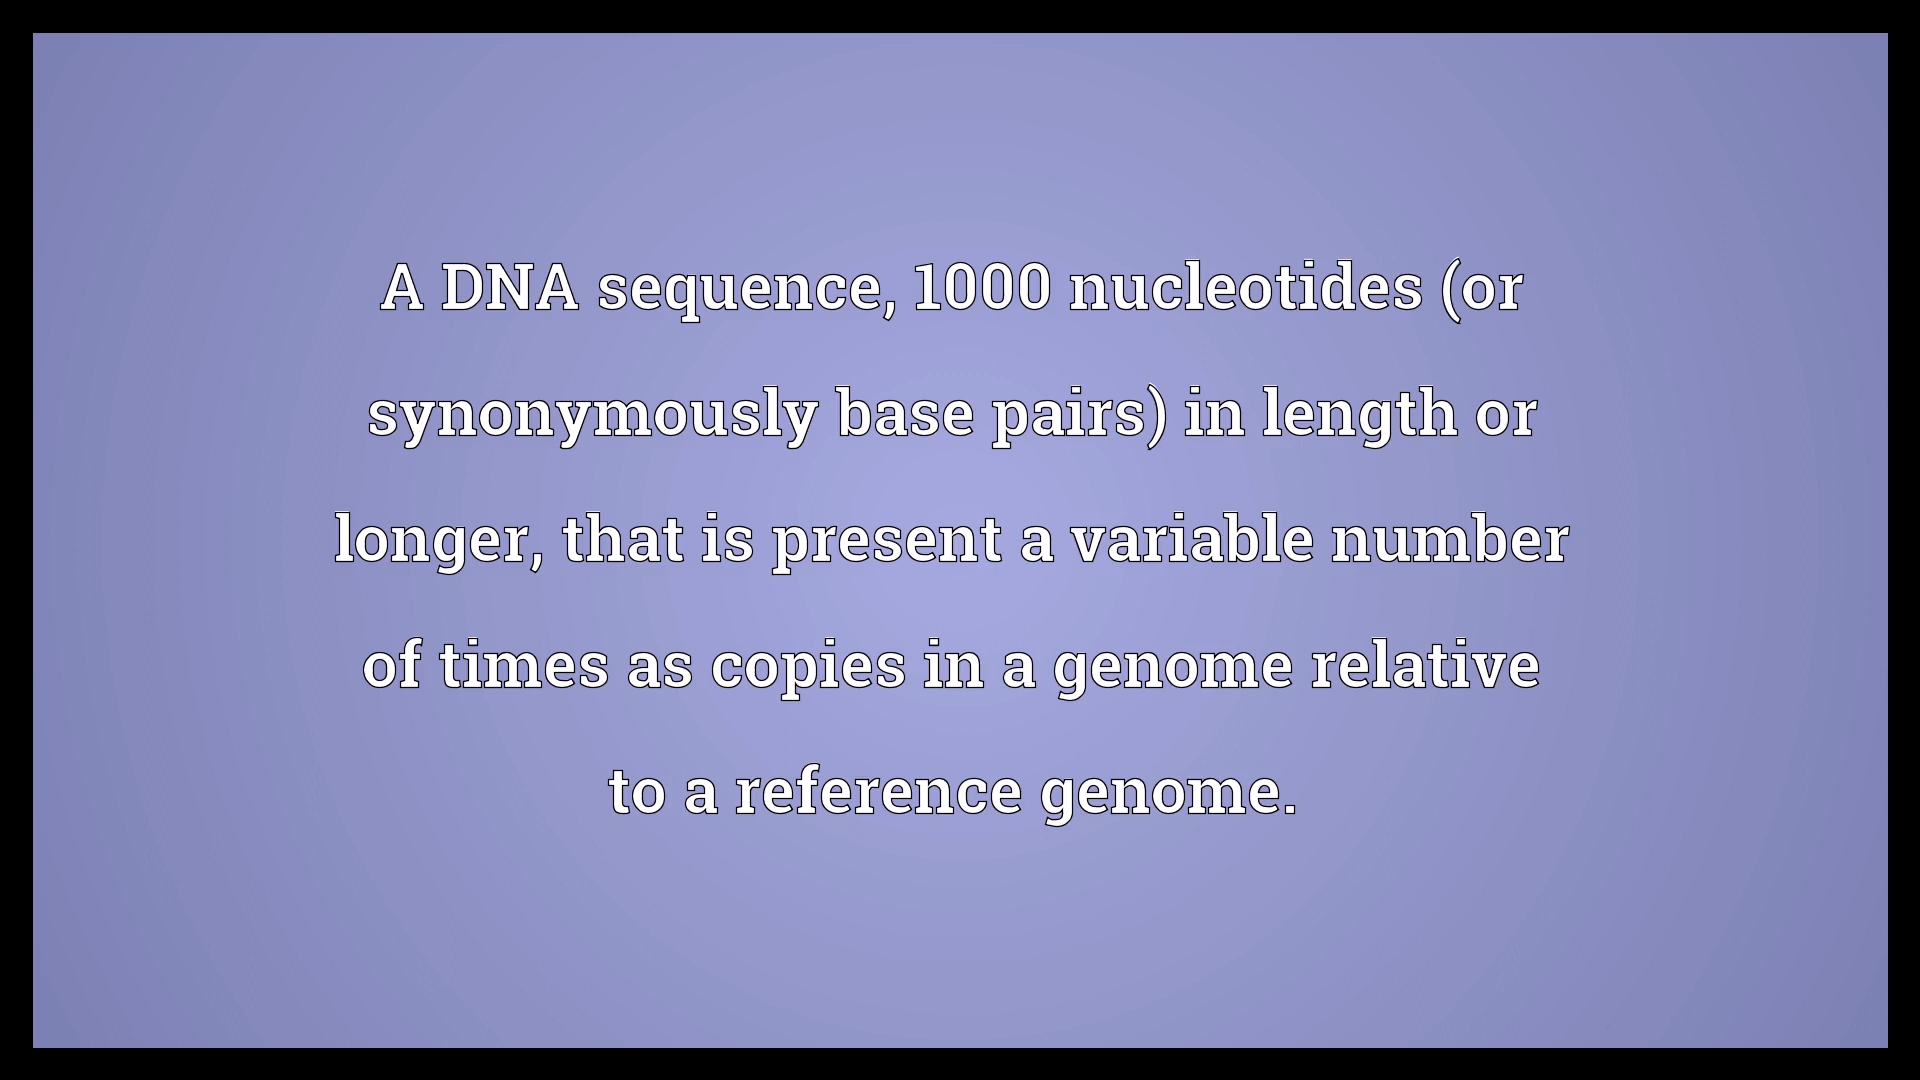 A DNA sequence, 1000 nucleotides (or
synonymously base pairs) in length or
longer, that is present a variable number
of times as copies in a genome relative
to a reference genome.